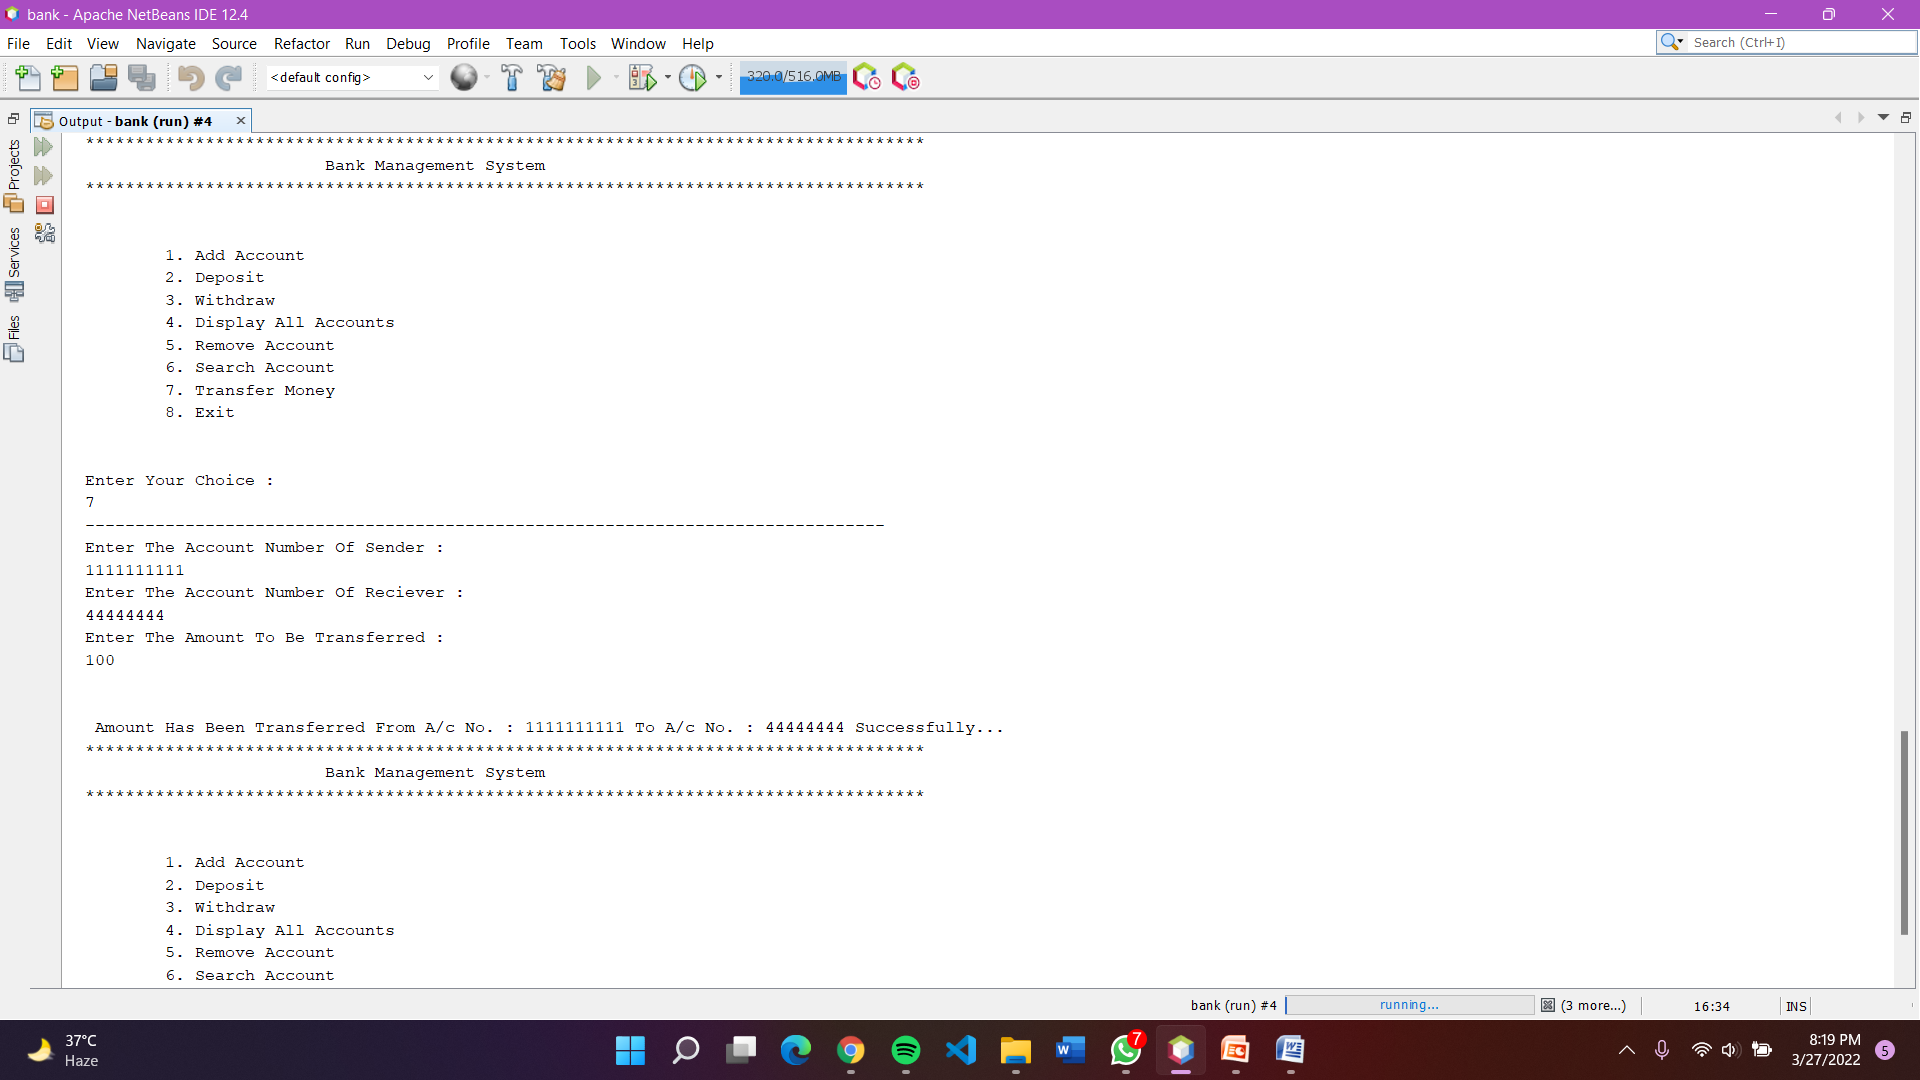 bank - Apache NetBeans IDE 12.4
File Edit View Navigate Source Refactor Run Debug Profile Team Tools Window Help
Search (Ctrl+I)
<default config>
320.0/516.0MB
Output - bank (run) #4
Projects
Services
Files
************************************************************************************
Bank Management System
************************************************************************************
1. Add Account
2. Deposit
3. Withdraw
4. Display All Accounts
5. Remove Account
6. Search Account
7. Transfer Money
8. Exit
Enter Your Choice :
7
--------------------------------------------------------------------------------
Enter The Account Number Of Sender :
1111111111
Enter The Account Number Of Reciever :
44444444
Enter The Amount To Be Transferred :
100
Amount Has Been Transferred From A/c No. : 1111111111 To A/c No. : 44444444 Successfully...
************************************************************************************
Bank Management System
************************************************************************************
1. Add Account
2. Deposit
3. Withdraw
4. Display All Accounts
5. Remove Account
6. Search Account
bank (run) #4 running... (3 more...) 16:34 INS
37°C
Haze
7
8:19 PM
3/27/2022
5